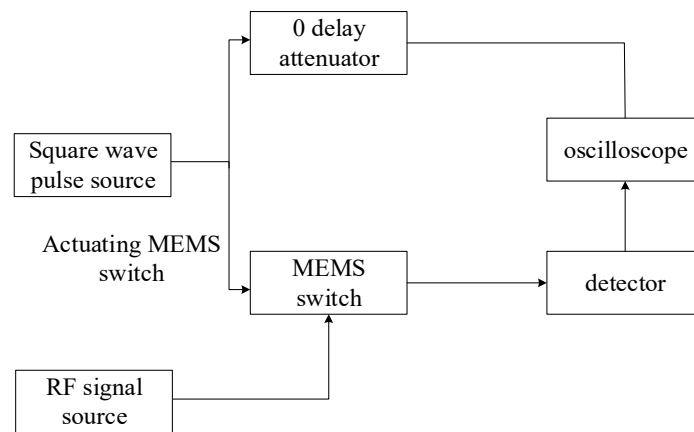 0 delay
attenuator
Square wave
pulse source
oscilloscope
Actuating MEMS
switch
MEMS
switch
detector
RF signal
source